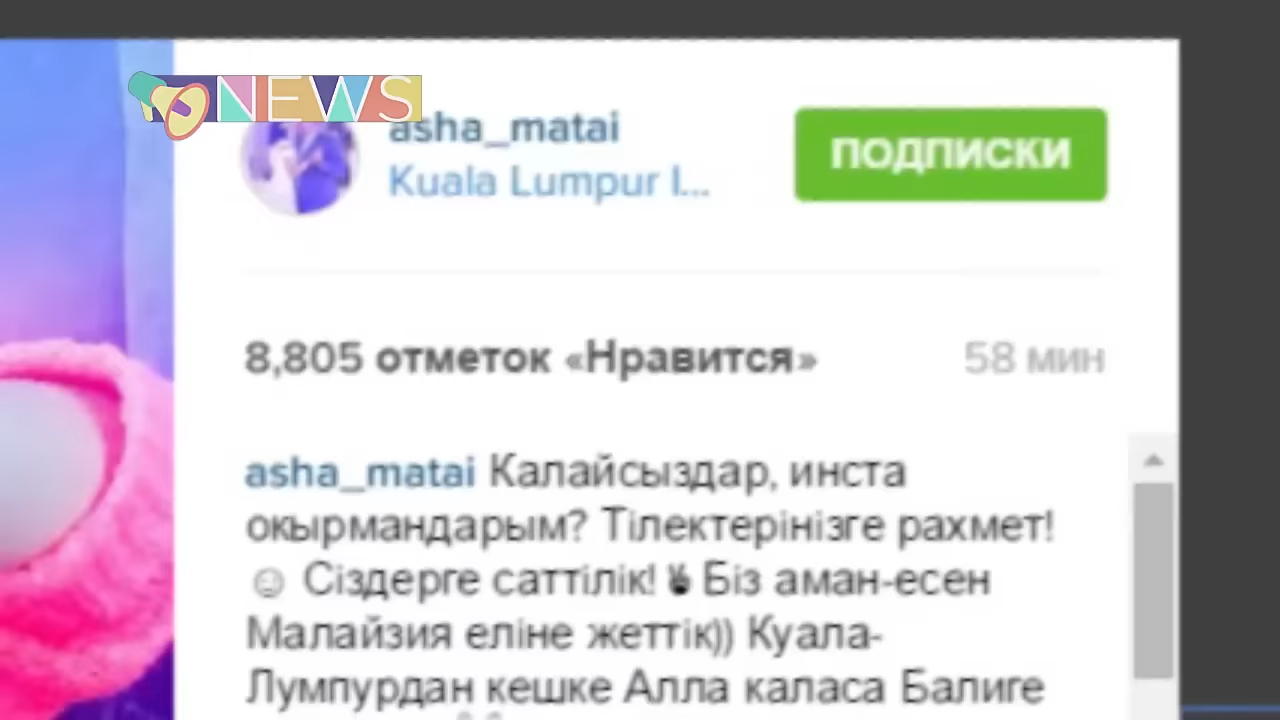 NEWS
asha_matai
Kuala Lumpur I...
ПОДПИСКИ
8,805 отметок «Нравится»
58 мин
asha_matai Калайсыздар, инста
окырмандарым? Тілектерінізге рахмет!
☺ Сіздерге саттілік!✌Біз аман-есен
Малайзия еліне жеттік)) Куала-
Лумпурдан кешке Алла каласа Балиге